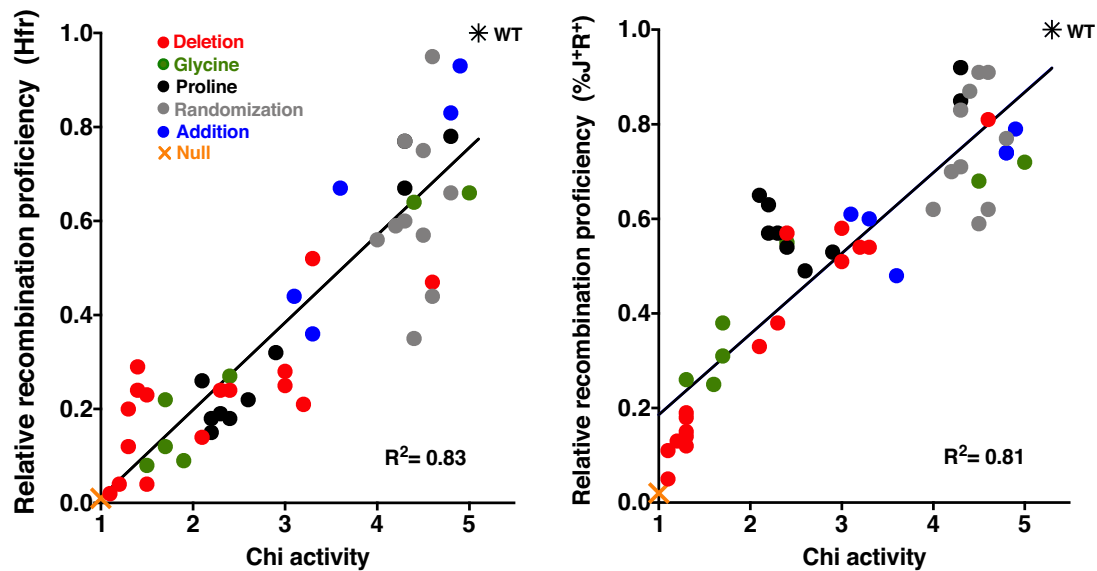 Relative recombination proficiency (Hfr)
1.0
0.8
0.6
0.4
0.2
0.0
Deletion
Glycine
Proline
Randomization
Addition
Null
WT
R²= 0.83
1 2 3 4 5
Chi activity
Relative recombination proficiency (%J⁺R⁺)
1.0
0.8
0.6
0.4
0.2
0.0
WT
R²= 0.81
1 2 3 4 5
Chi activity